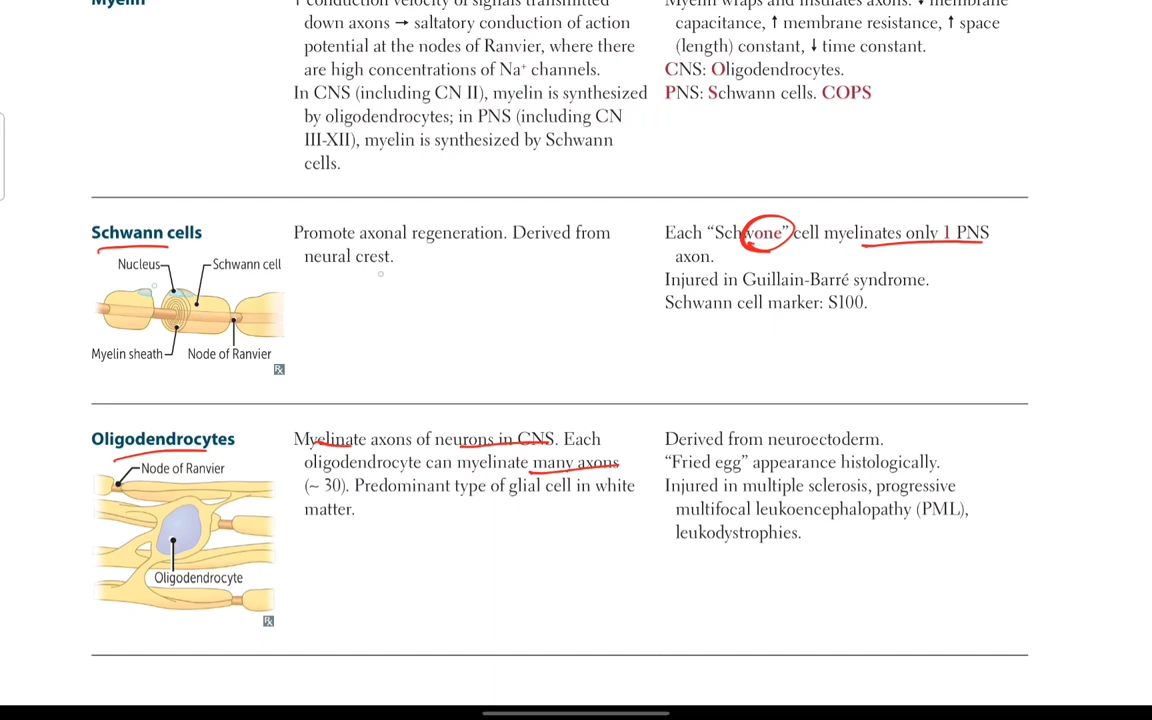 Myelin
↑ conduction velocity of signals transmitted
down axons → saltatory conduction of action
potential at the nodes of Ranvier, where there
are high concentrations of Na⁺ channels.
In CNS (including CN II), myelin is synthesized
by oligodendrocytes; in PNS (including CN
III-XII), myelin is synthesized by Schwann
cells.
Myelin wraps and insulates axons: ↓ membrane
capacitance, ↑ membrane resistance, ↑ space
(length) constant, ↓ time constant.
CNS: Oligodendrocytes.
PNS: Schwann cells. COPS
Schwann cells
Nucleus
Schwann cell
Myelin sheath
Node of Ranvier
Rx
Promote axonal regeneration. Derived from
neural crest.
Each “Schwone” cell myelinates only 1 PNS
axon.
Injured in Guillain-Barré syndrome.
Schwann cell marker: S100.
Oligodendrocytes
Node of Ranvier
Oligodendrocyte
Rx
Myelinate axons of neurons in CNS. Each
oligodendrocyte can myelinate many axons
(~ 30). Predominant type of glial cell in white
matter.
Derived from neuroectoderm.
“Fried egg” appearance histologically.
Injured in multiple sclerosis, progressive
multifocal leukoencephalopathy (PML),
leukodystrophies.